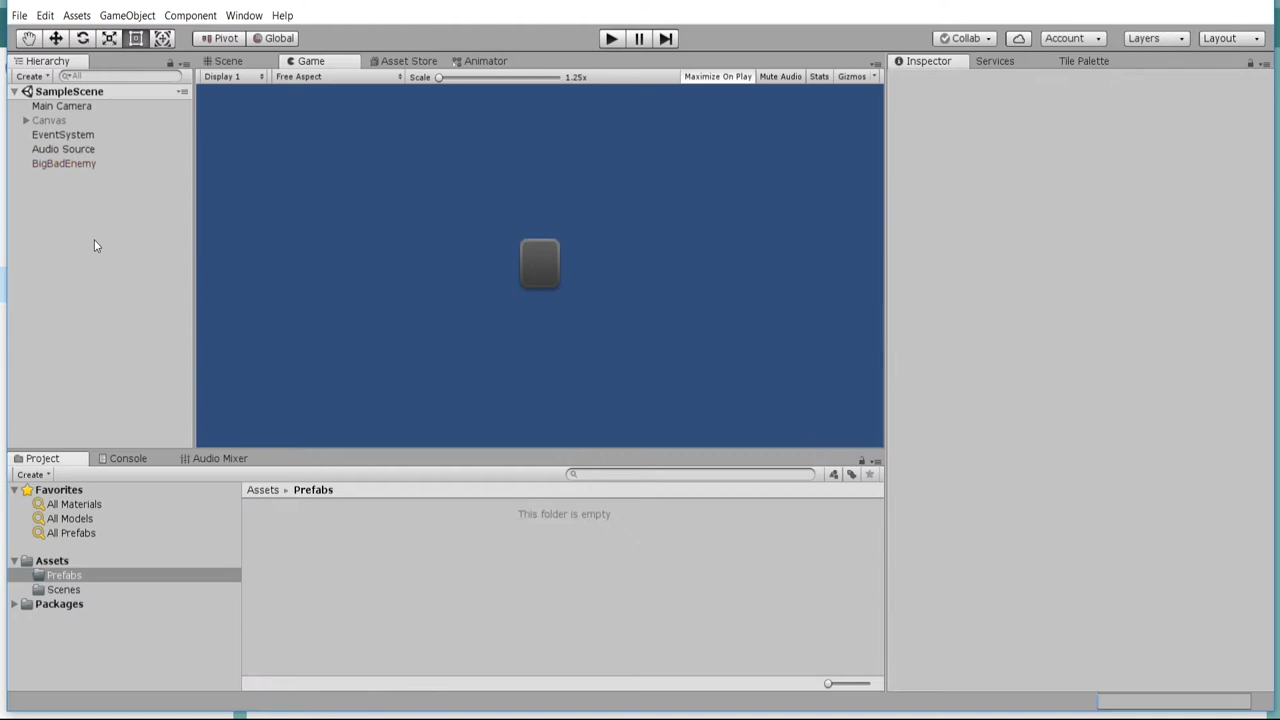 File Edit Assets GameObject Component Window Help
Pivot Global Collab Account Layers Layout
Hierarchy Scene Game Asset Store Animator Inspector Services Tile Palette
Create All Display 1 Free Aspect Scale 1.25x Maximize On Play Mute Audio Stats Gizmos
SampleScene
Main Camera
Canvas
EventSystem
Audio Source
BigBadEnemy
Project Console Audio Mixer
Create
Favorites Assets Prefabs
All Materials
All Models
All Prefabs
This folder is empty
Assets
Prefabs
Scenes
Packages